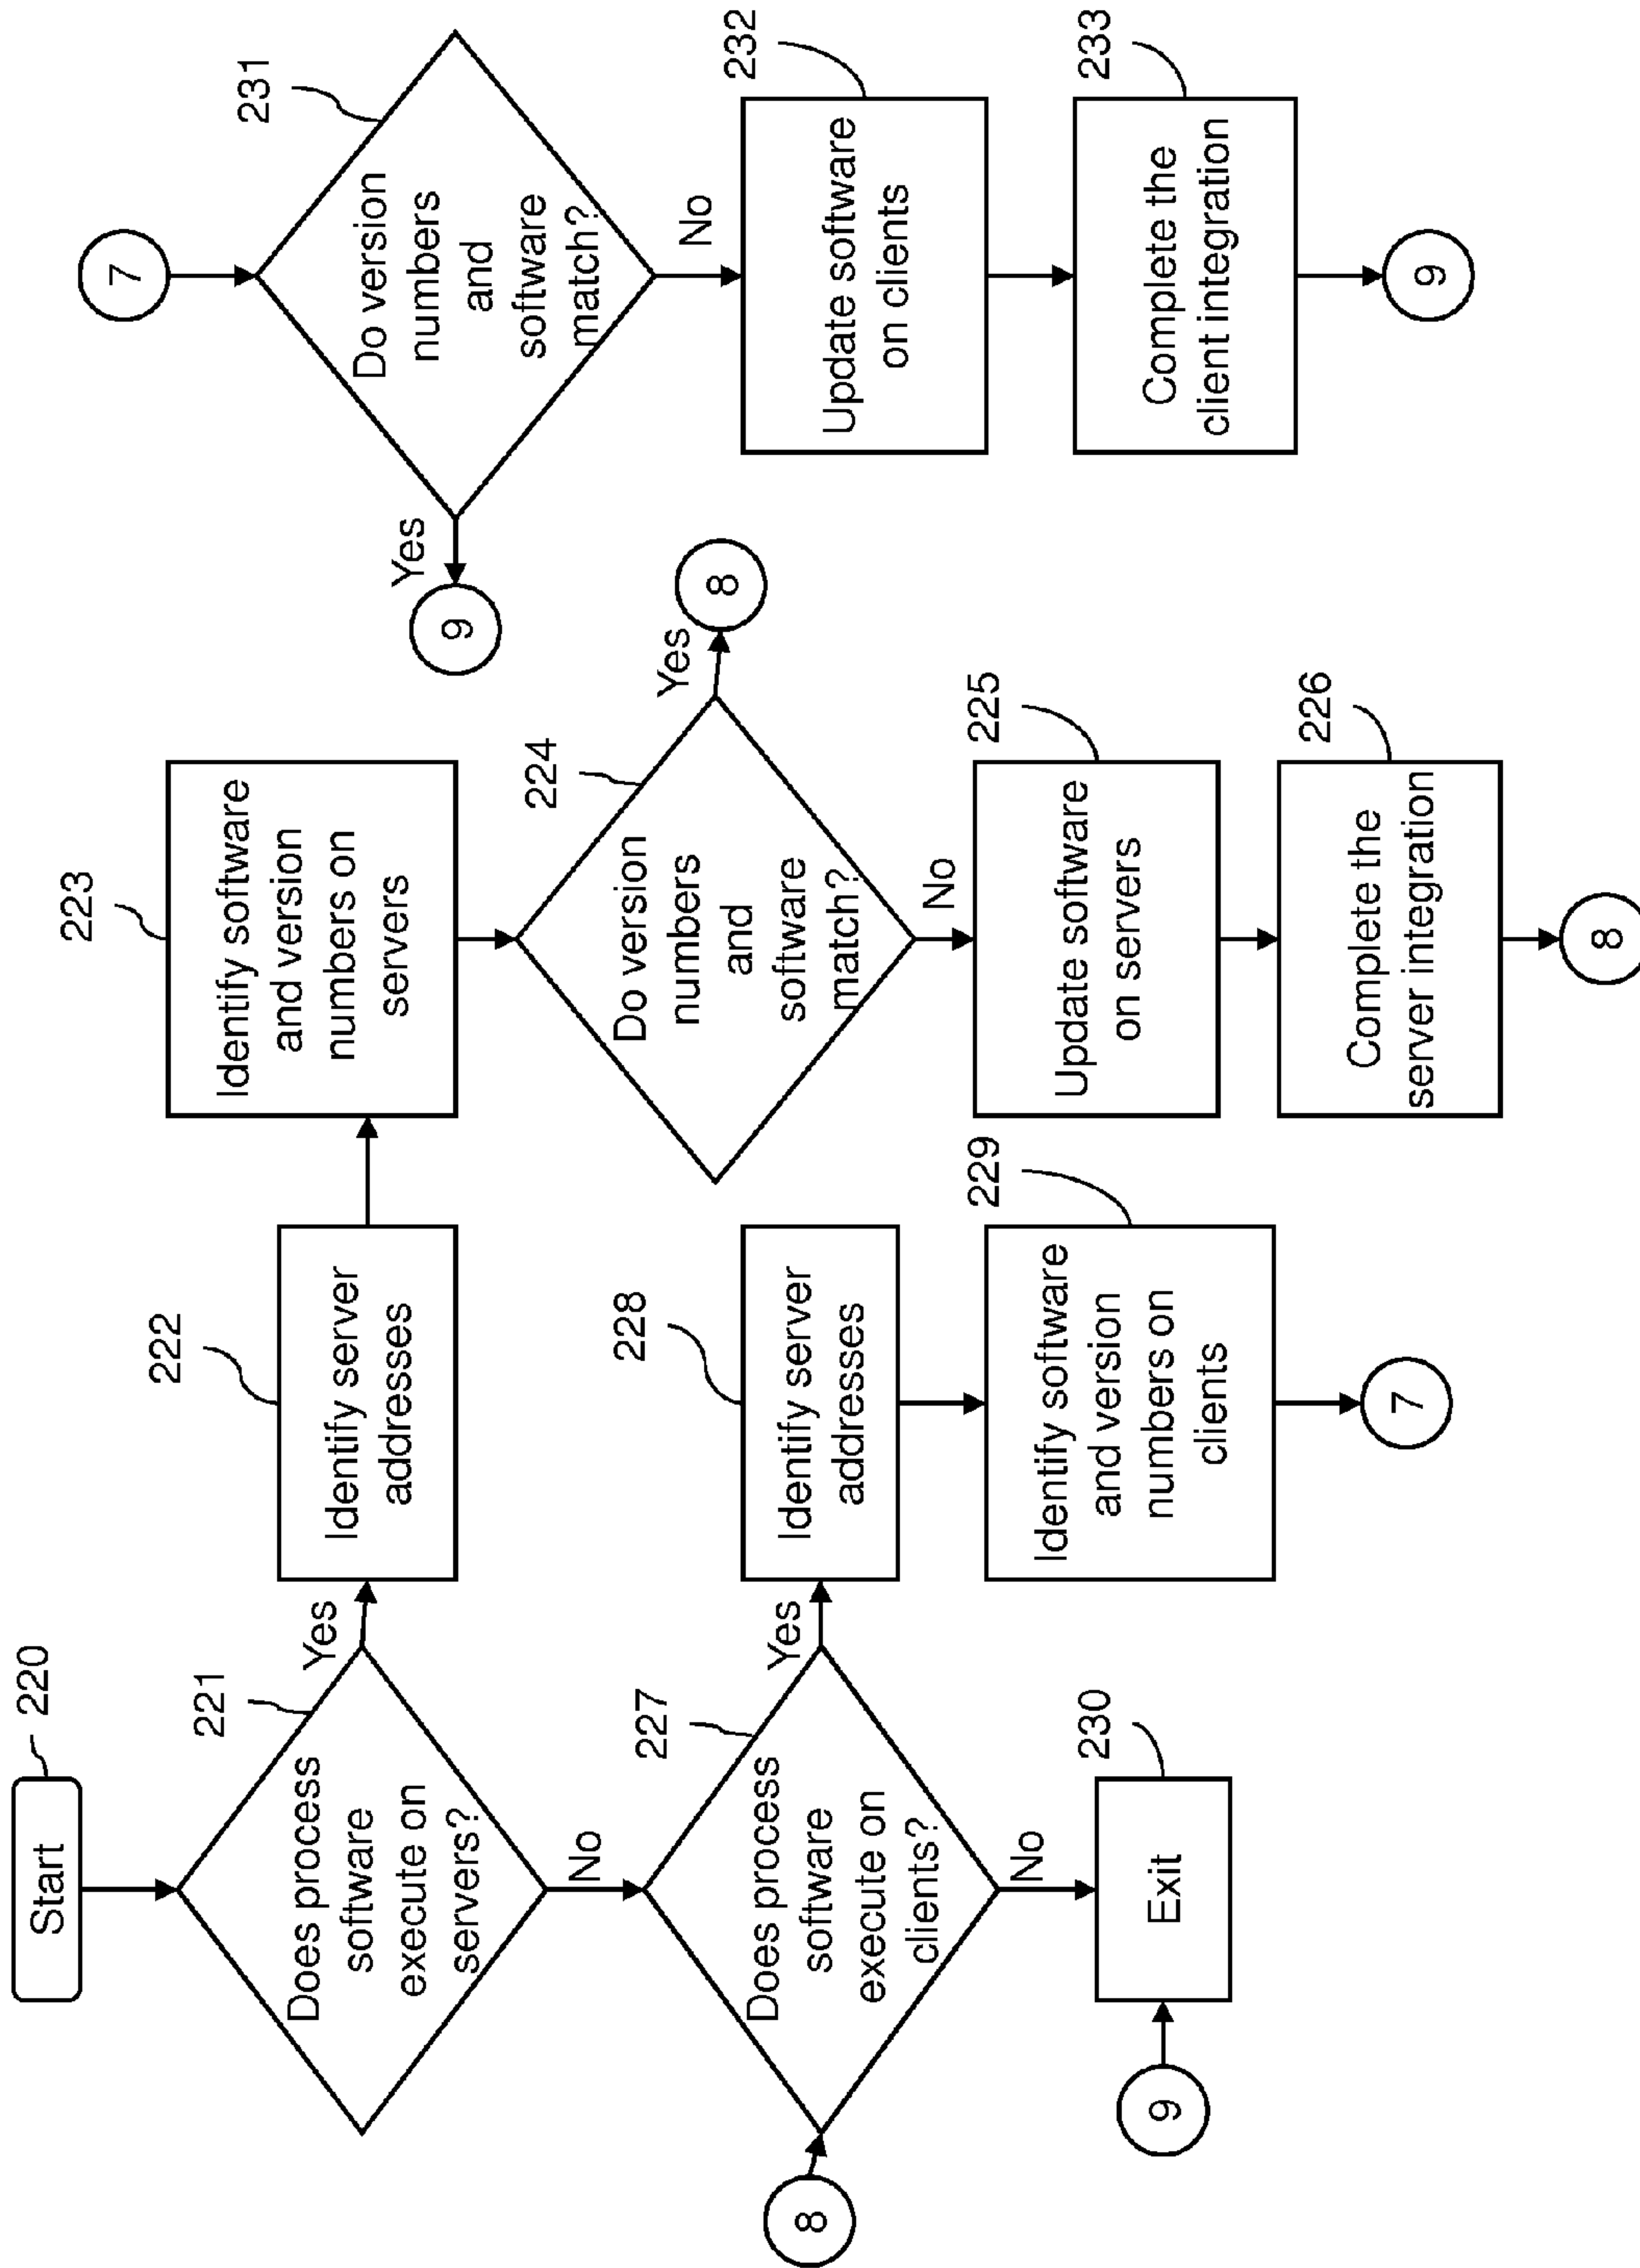 220
Start
221
Does process
software
execute on
servers?
Yes
No
222
Identify server
addresses
223
Identify software
and version
numbers on
servers
224
Do version
numbers
and
software
match?
Yes
8
No
225
Update software
on servers
226
Complete the
server integration
8
8
227
Does process
software
execute on
clients?
Yes
No
228
Identify server
addresses
229
Identify software
and version
numbers on
clients
7
230
Exit
9
7
231
Do version
numbers
and
software
match?
Yes
9
No
232
Update software
on clients
233
Complete the
client integration
9